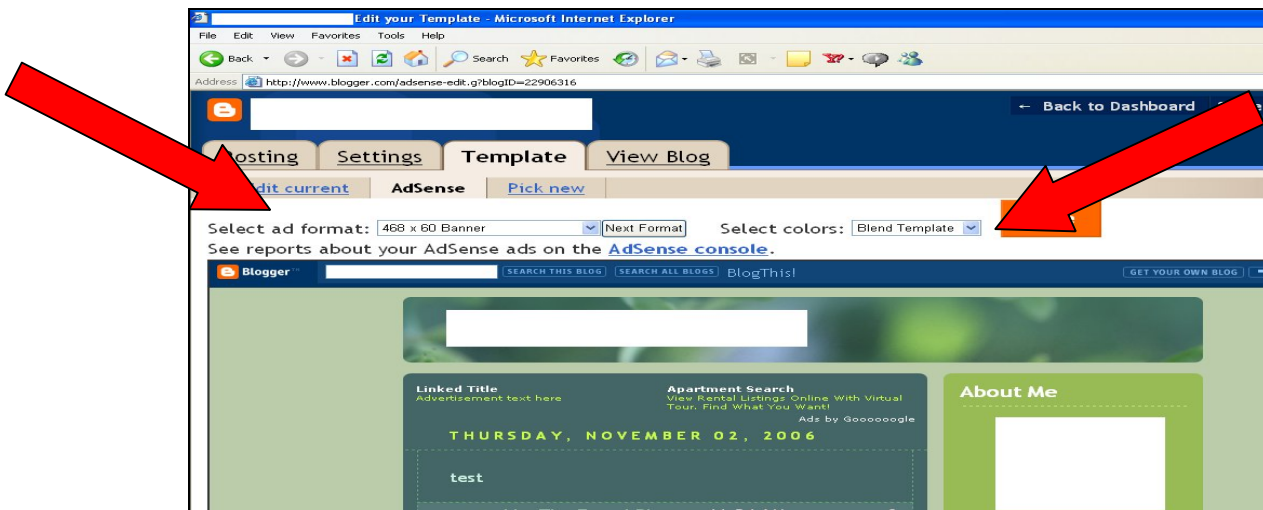 Edit your Template - Microsoft Internet Explorer
File Edit View Favorites Tools Help
Back Search Favorites
Address http://www.blogger.com/adsense-edit.g?blogID=22906316
← Back to Dashboard
Posting Settings Template View Blog
Edit current AdSense Pick new
Select ad format: 468 x 60 Banner Next Format Select colors: Blend Template
See reports about your AdSense ads on the AdSense console.
Blogger™ SEARCH THIS BLOG SEARCH ALL BLOGS BlogThis! GET YOUR OWN BLOG
About Me
Linked Title Apartment Search
Advertisement text here View Rental Listings Online With Virtual
Tour. Find What You Want!
Ads by Goooooogle
THURSDAY, NOVEMBER 02, 2006
test